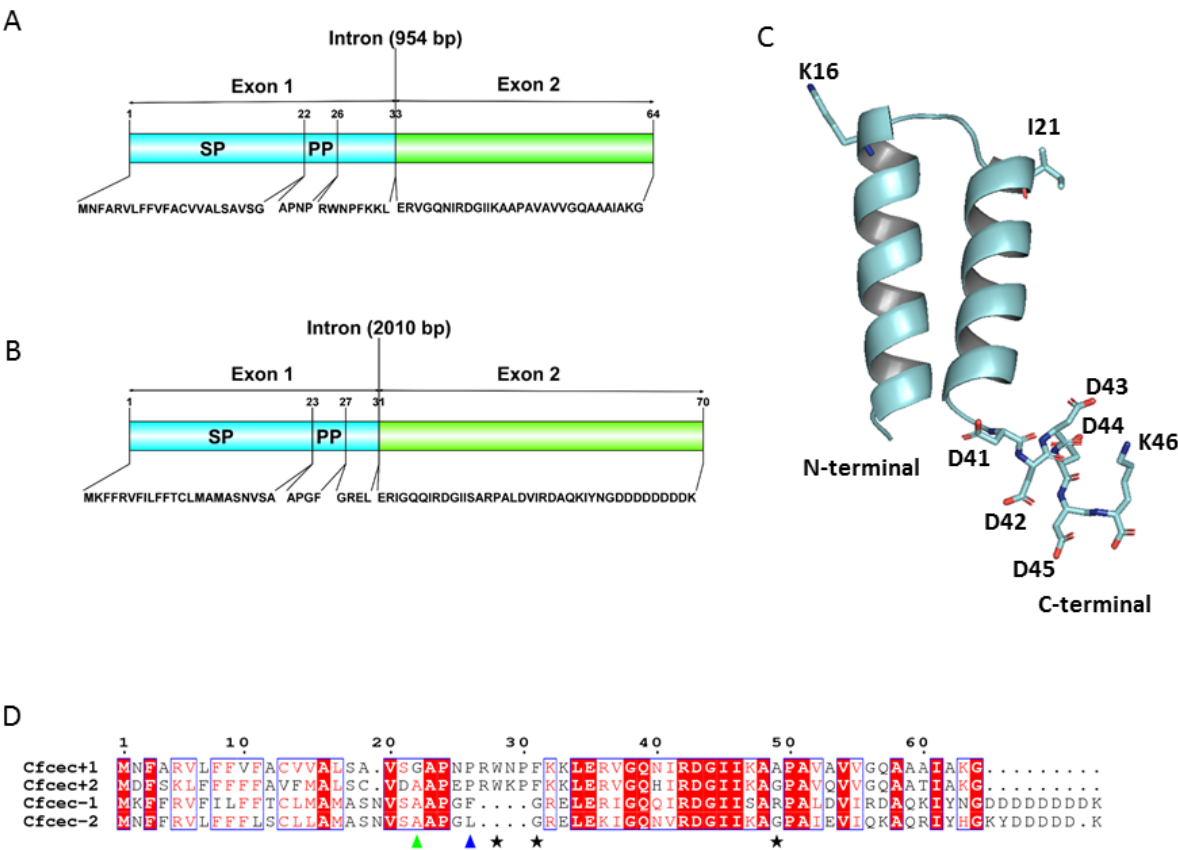 A
Intron (954 bp)
Exon 1 Exon 2
1 22 26 33 64
SP PP
MNFARVLFFVFACVVALSAVSG APNP RWNPFKKL ERVGQNIRDGIIKAAPAVAVVGQAAAIAKG
B
Intron (2010 bp)
Exon 1 Exon 2
1 23 27 31 70
SP PP
MKFFRVFILFFTCLMAMASNVSA APGF GREL ERIGQQIRDGIISARPALDVIRDAQKIYNGDDDDDDDDK
C
K16
I21
D43
D44
K46
N-terminal
D41
D42
D45
C-terminal
D
1 10 20 30 40 50 60
Cfcec+1 MNFARVLFFVFACVVALSA.VSGAPNPRWNPFKKLERVGQNIRDGIIKAAPAVAVVGQAAAIAKG.........
Cfcec+2 MDFSKLFFFFFAVFMALSC.VDAAPEPRWKPFKKLERVGQHIRDGIIKAGPAVQVVGQAATIAKG.........
Cfcec-1 MKFFRVFILFFTCLMAMASNVSAAPGF....GRELERIGQQIRDGIISARPALDVIRDAQKIYNGDDDDDDDDK
Cfcec-2 MNFFRVFFFFLSCLLAMASNVSAAPGL....GRELEKIGQNVRDGIIKAGPAIEVIQKAQRIYHGKYDDDDD.K